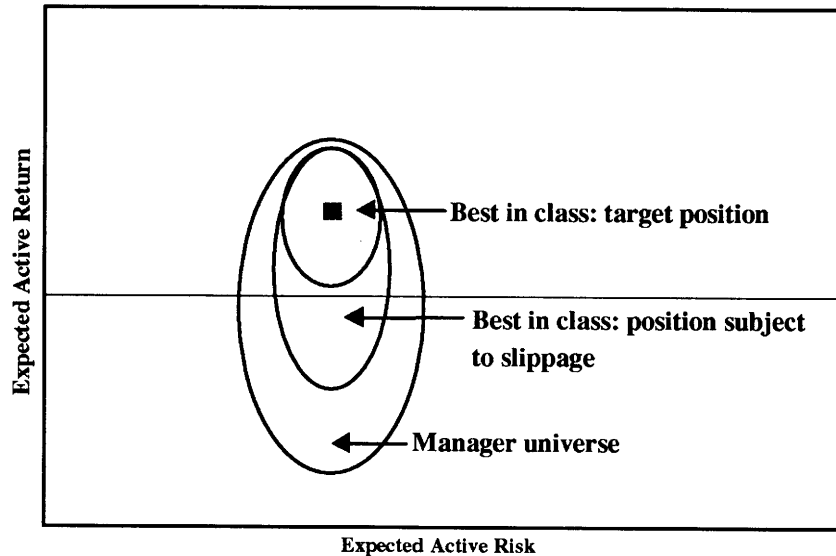 Expected Active Return
Best in class: target position
Best in class: position subject
to slippage
Manager universe
Expected Active Risk